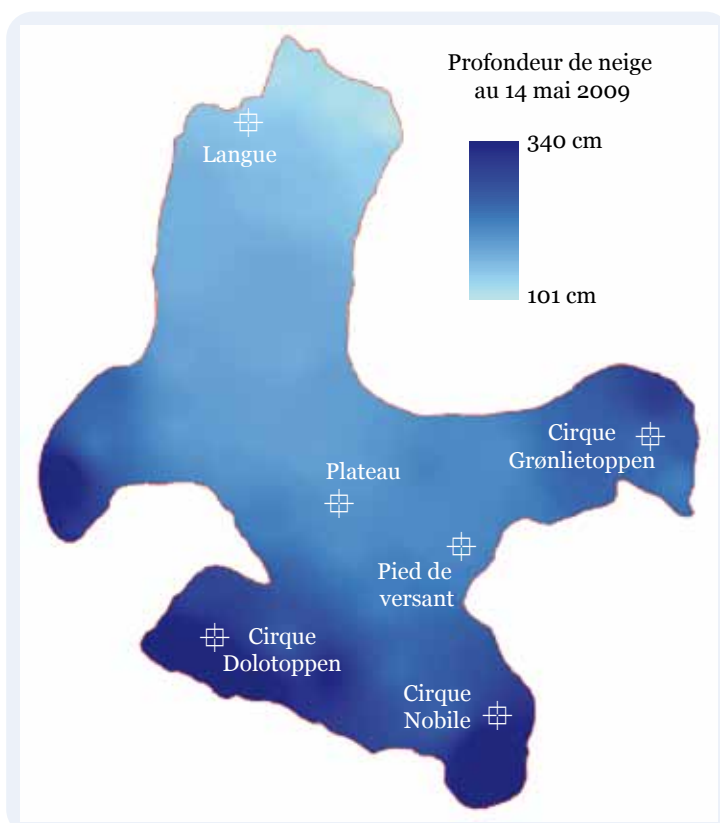 Profondeur de neige
au 14 mai 2009
340 cm
101 cm
Langue
Cirque
Grønlietoppen
Plateau
Pied de
versant
Cirque
Dolotoppen
Cirque
Nobile